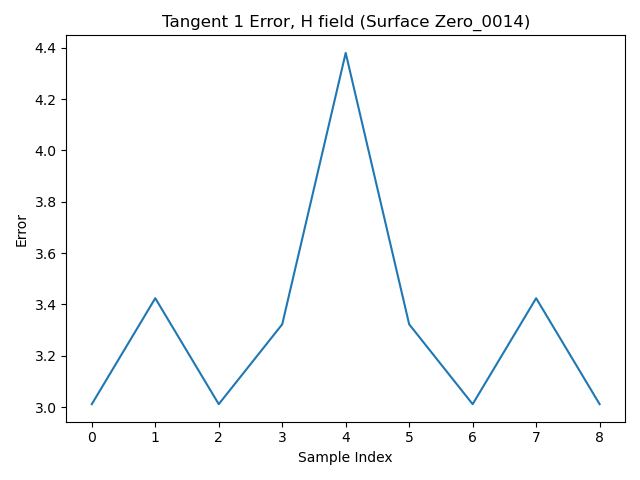 Tangent 1 Error, H field (Surface Zero_0014)
4.4
4.2
4.0
3.8
3.6
3.4
3.2
3.0
Error
0 1 2 3 4 5 6 7 8
Sample Index